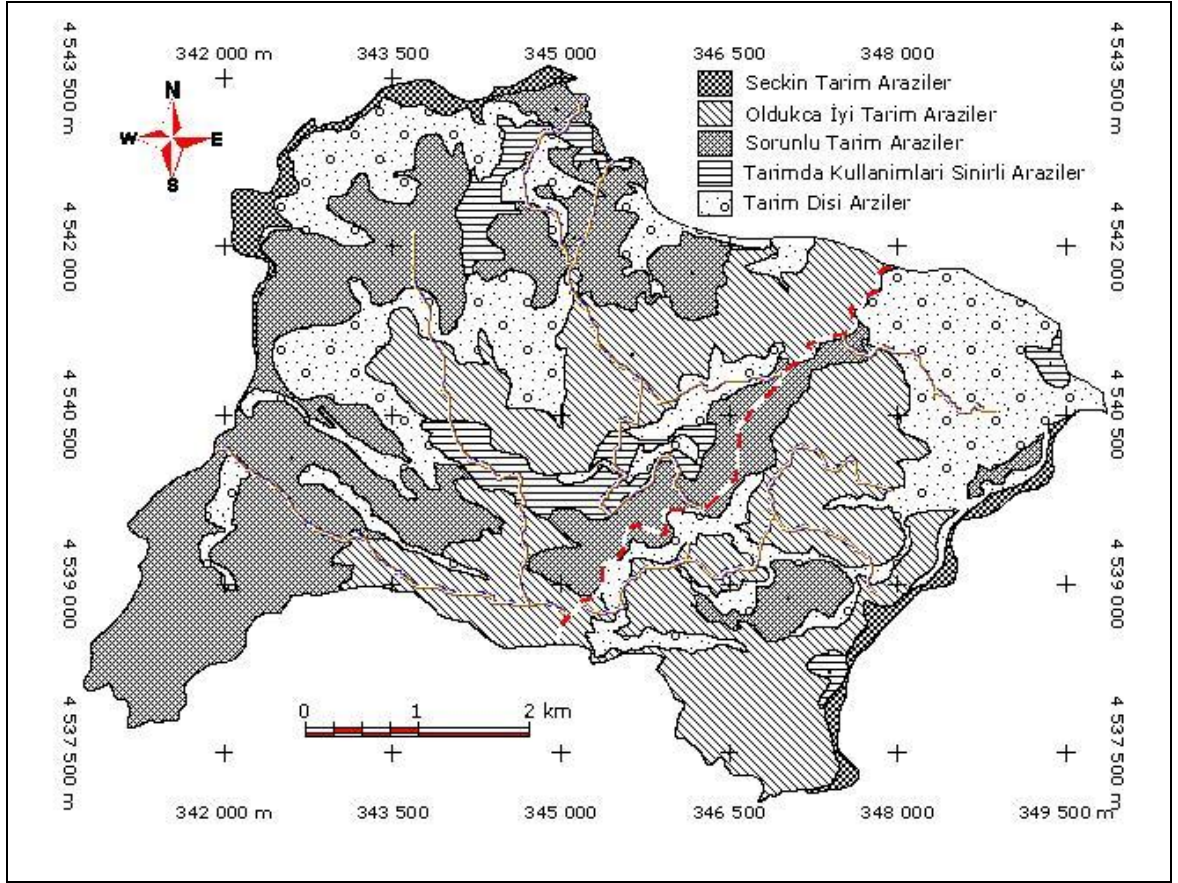 342 000 m 343 500 345 000 346 500 348 000
4 543 500 m
4 542 000
4 540 500
4 539 000
4 537 500 m
N
W E
S
Seckin Tarim Araziler
Oldukca İyi Tarim Araziler
Sorunlu Tarim Araziler
Tarimda Kullanimlari Sinirli Araziler
Tarim Disi Arziler
4 543 500 m
4 542 000
4 540 500
4 539 000
4 537 500 m
0 1 2 km
342 000 m 343 500 345 000 346 500 348 000 349 500 m